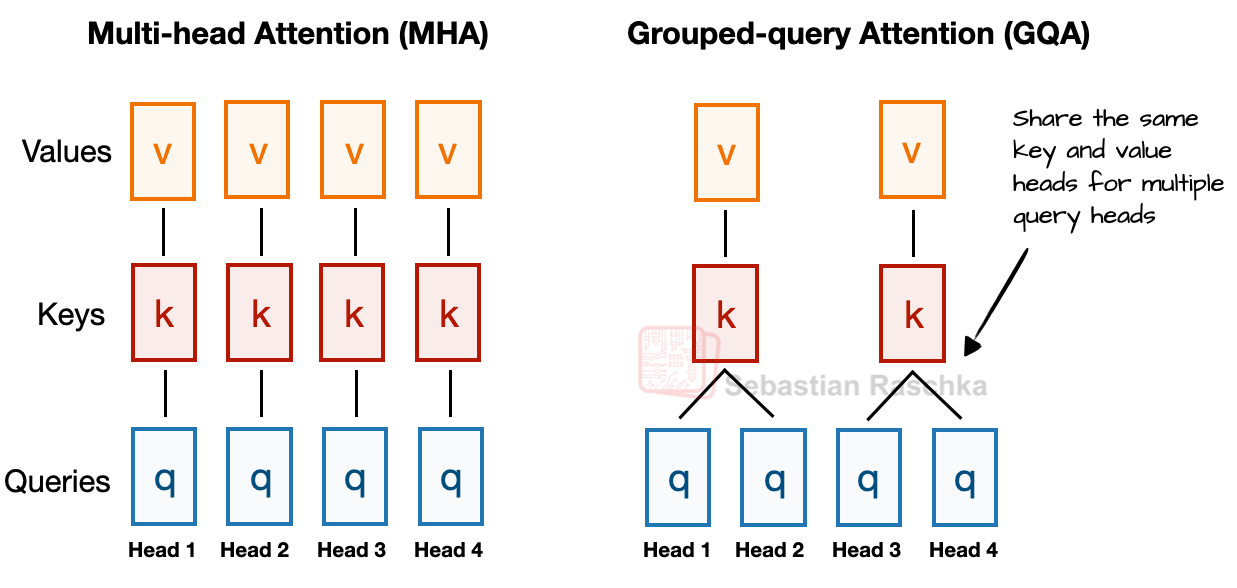 Multi-head Attention (MHA)
Grouped-query Attention (GQA)
Values
v v v v
v v
Share the same
key and value
heads for multiple
query heads
Keys
k k k k
k k
Sebastian Raschka
Queries
q q q q
q q q q
Head 1 Head 2 Head 3 Head 4
Head 1 Head 2 Head 3 Head 4